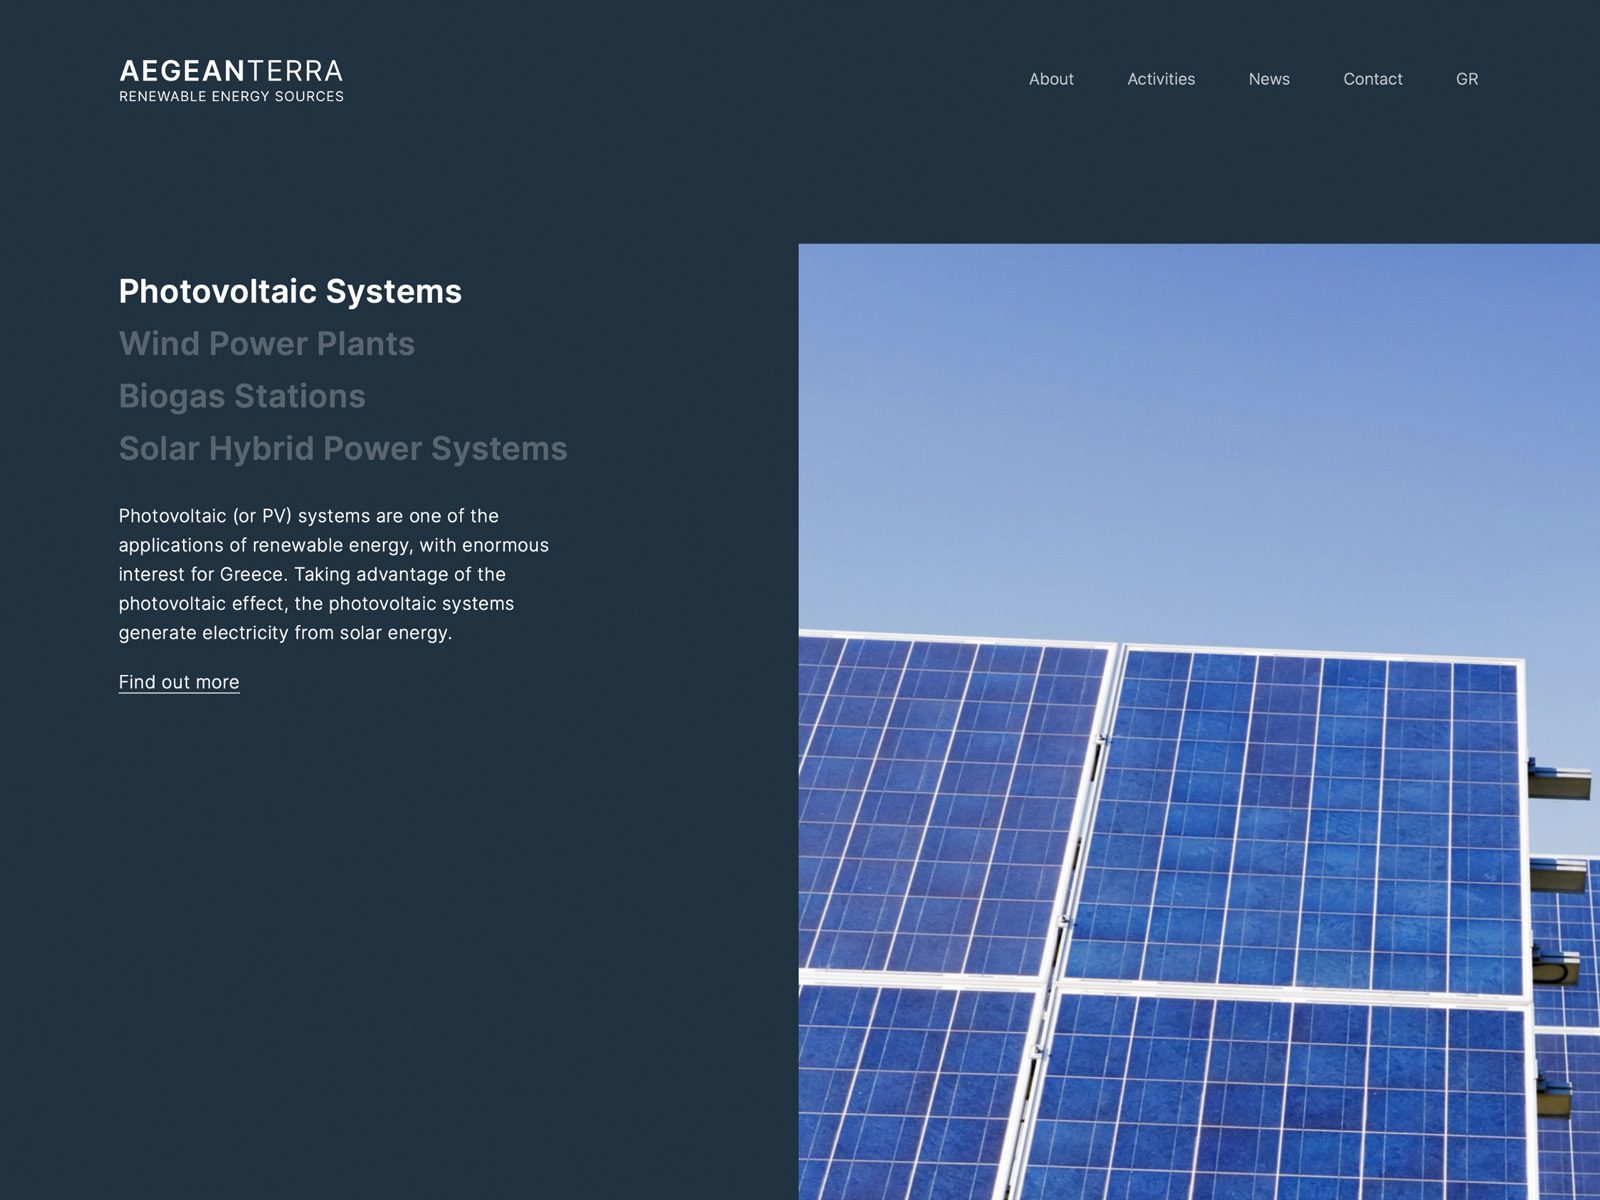 AEGEANTERRA
RENEWABLE ENERGY SOURCES
About
Activities
News
Contact
GR
Photovoltaic Systems
Wind Power Plants
Biogas Stations
Solar Hybrid Power Systems
Photovoltaic (or PV) systems are one of the
applications of renewable energy, with enormous
interest for Greece. Taking advantage of the
photovoltaic effect, the photovoltaic systems
generate electricity from solar energy.
Find out more